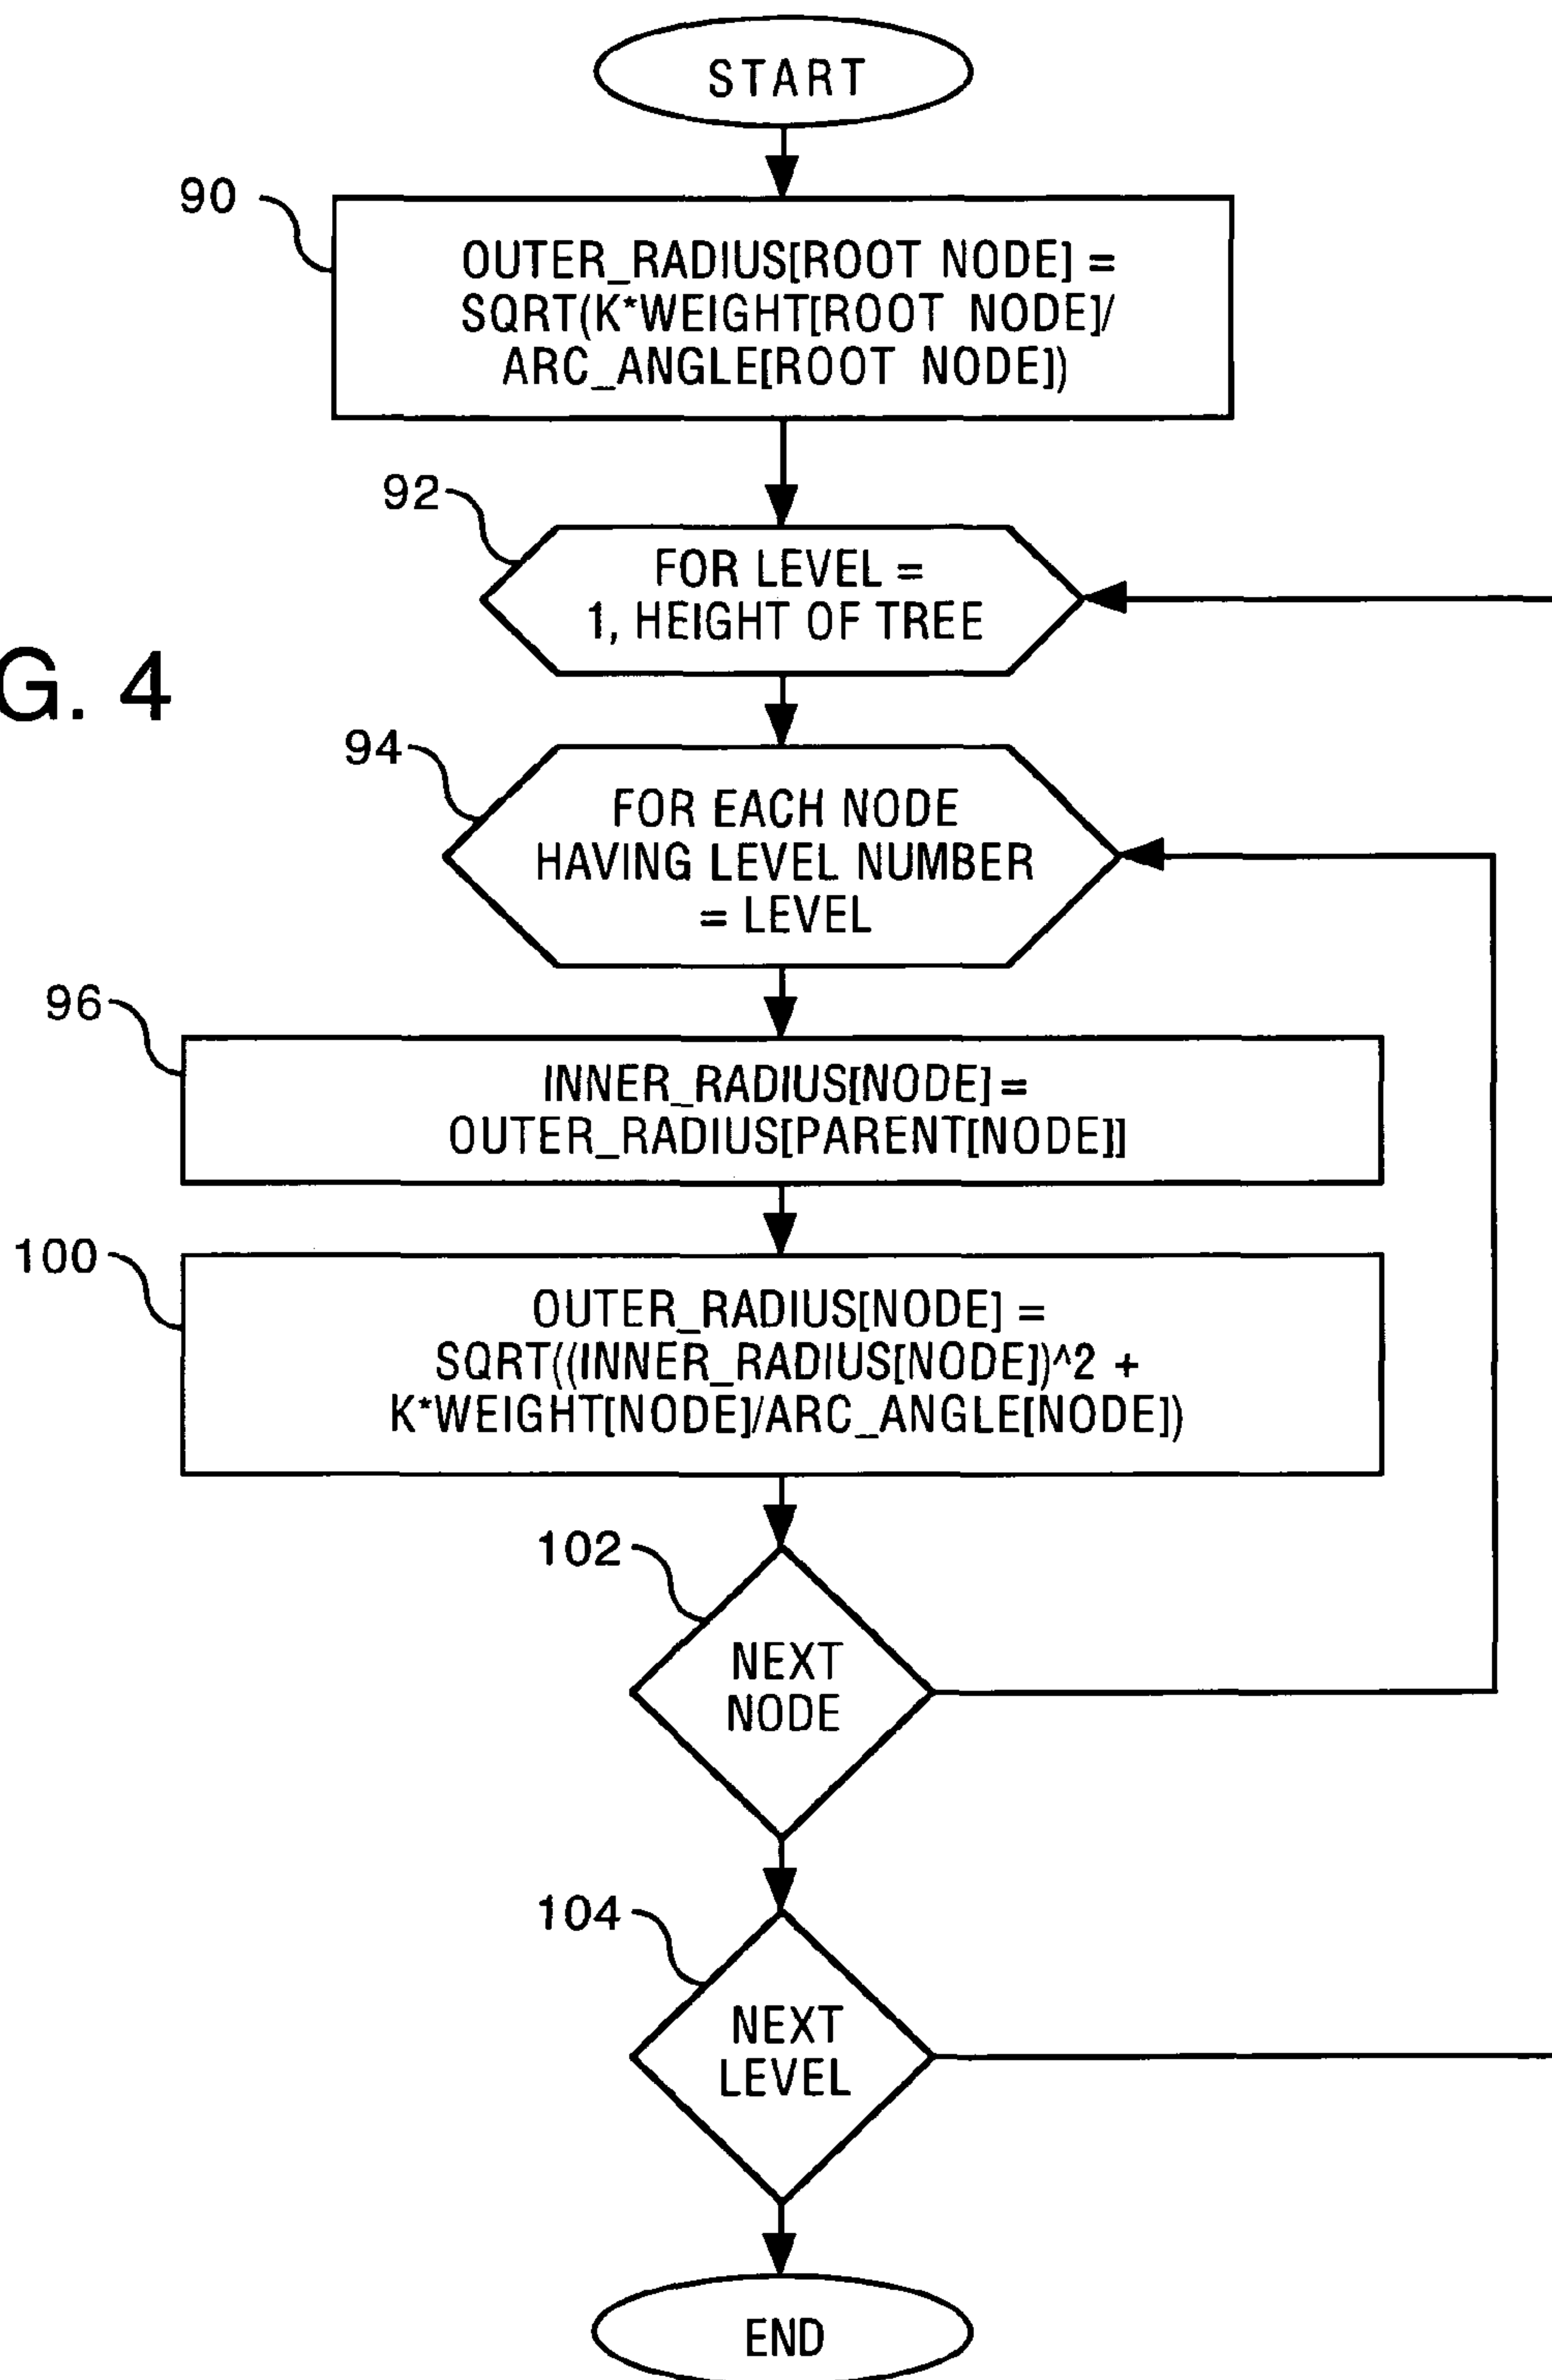 START
90
OUTER_RADIUS[ROOT NODE] =
SQRT(K*WEIGHT[ROOT NODE]/
ARC_ANGLE[ROOT NODE])
92
FOR LEVEL =
1, HEIGHT OF TREE
G. 4
94
FOR EACH NODE
HAVING LEVEL NUMBER
= LEVEL
96
INNER_RADIUS[NODE] =
OUTER_RADIUS[PARENT[NODE]]
100
OUTER_RADIUS[NODE] =
SQRT((INNER_RADIUS[NODE])^2 +
K*WEIGHT[NODE]/ARC_ANGLE[NODE])
102
NEXT
NODE
104
NEXT
LEVEL
END